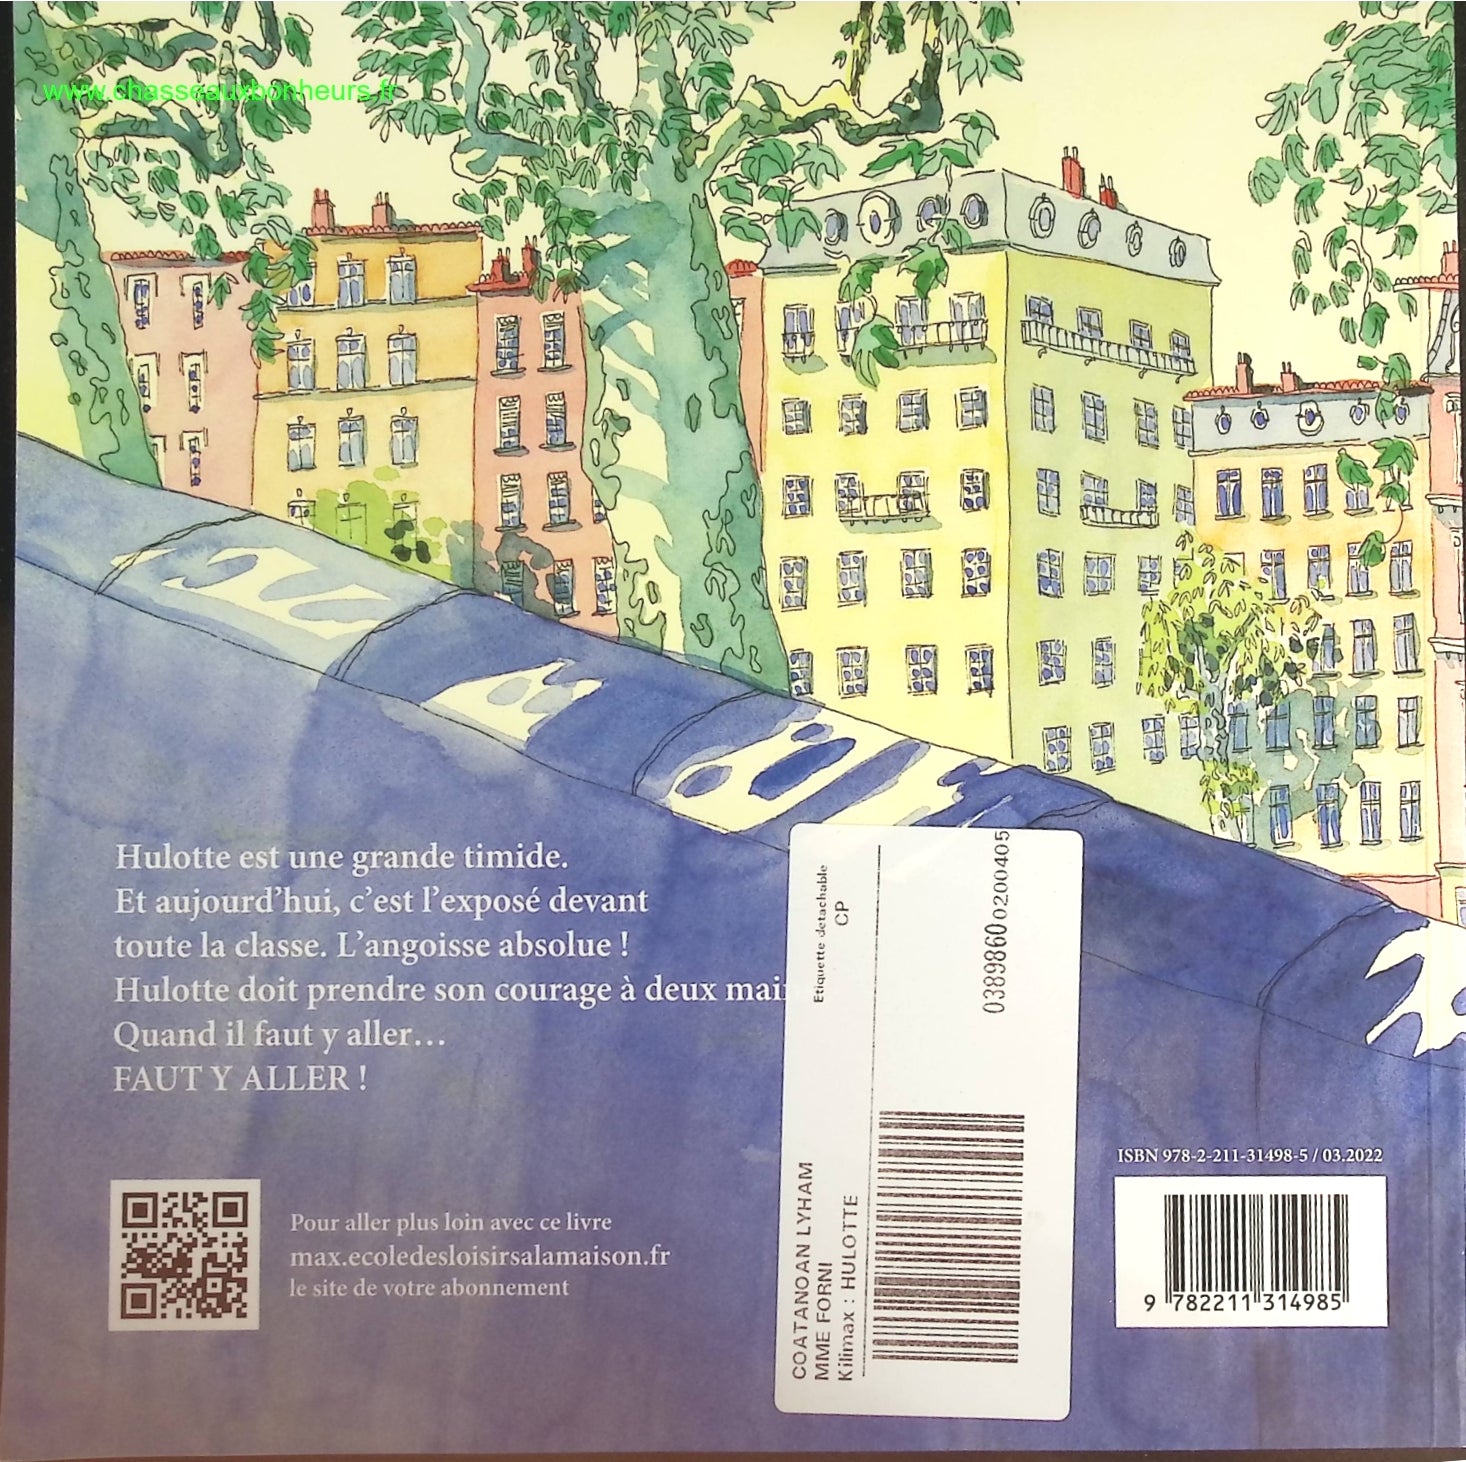 www.chasseauxbonheurs.fr
Hulotte est une grande timide.
Et aujourd'hui, c'est l'exposé devant
toute la classe. L'angoisse absolue !
Hulotte doit prendre son courage à deux
Quand il faut y aller…
FAUT Y ALLER !
Pour aller plus loin avec ce livre
max.ecoledesloisirsalamaison.fr
le site de votre abonnement
Etiquette detachable
CP
0389860 0200405
COATANOAN LYHAM
MME FORNI
Kilimax : HULOTTE
ISBN 978-2-211-31498-5 / 03.2022
9 782211 314985